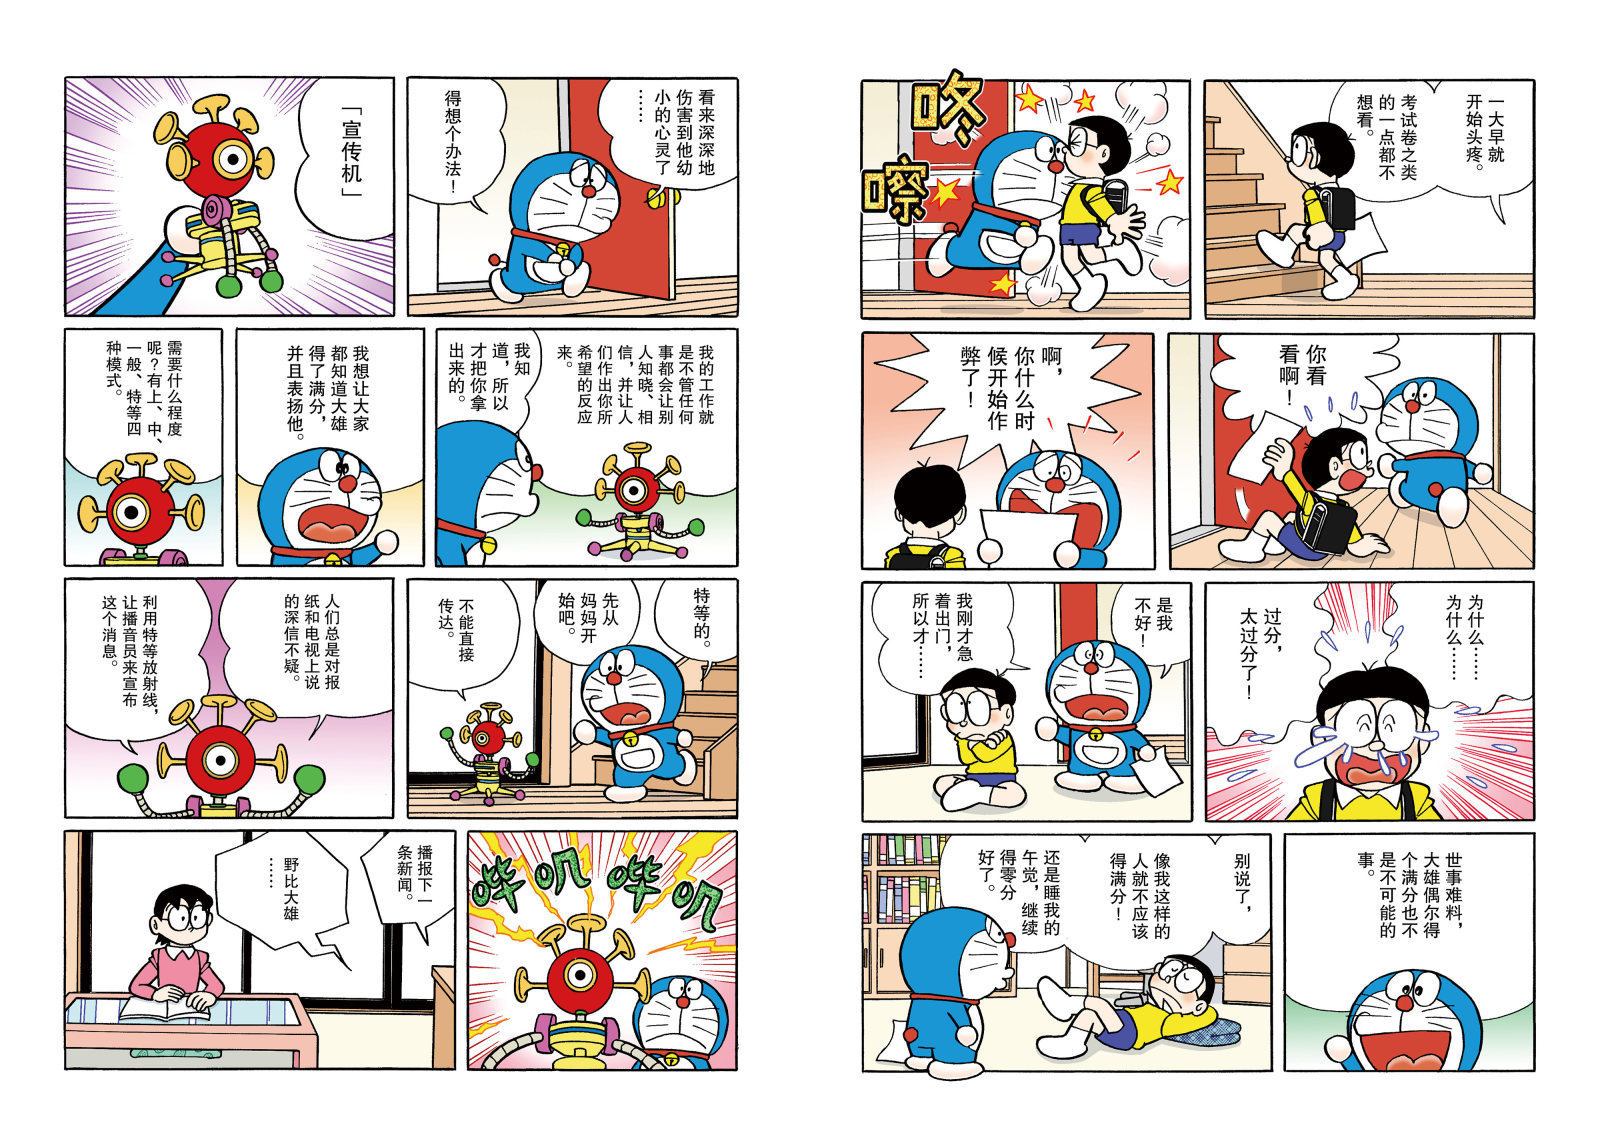 一大早就
开始头疼。
考试卷之类
的一点都不
想看。
咚
嚓
你看
看啊！
啊，
你什么时
候开始作
弊了！
为什么……
为什么……
过分，
太过分了！
是我
不好！
我刚才急
着出门，
所以才……
世事难料，
大雄偶尔得
个满分也不
是不可能的
事。
别说了，
像我这样的
人就不应该
得满分！
还是睡我的
午觉，继续
得零分
好了。
看来深深地
伤害到他幼
小的心灵了
……
得想个办法！
「宣传机」
我的工作就
是不管任何
事都会让别
人知晓、相
信，并让人
们作出你所
希望的反应
来。
我知
道，所以
才把你拿
出来的。
我想让大家
都知道大雄
得了满分，
并且表扬他。
需要什么程度
呢？有上、中、
一般、特等四
种模式。
特等的。
先从
妈妈开
始吧。
不能直接
传达。
人们总是对报
纸和电视上说
的深信不疑。
利用特等放射线，
让播音员来宣布
这个消息。
哗叽哗叽
播报下一
条新闻。
野比大雄
……